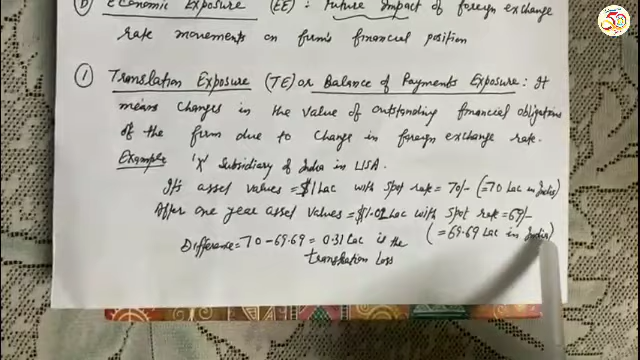 (b) Economic Exposure (EE) : Future Impact of foreign exchange
rate movements on firm's financial position
(1) Translation Exposure (TE) or Balance of Payments Exposure : It
means changes in the value of outstanding financial obligations
of the firm due to change in foreign exchange rate.
Example 'X' Subsidiary of India in USA.
It's asset values = $1 Lac with spot rate = 70/- (=70 Lac in India)
After one year asset values = $1.01 Lac with spot rate = 69/-
(= 69.69 Lac in India)
Difference = 70 - 69.69 = 0.31 Lac is the
translation Loss